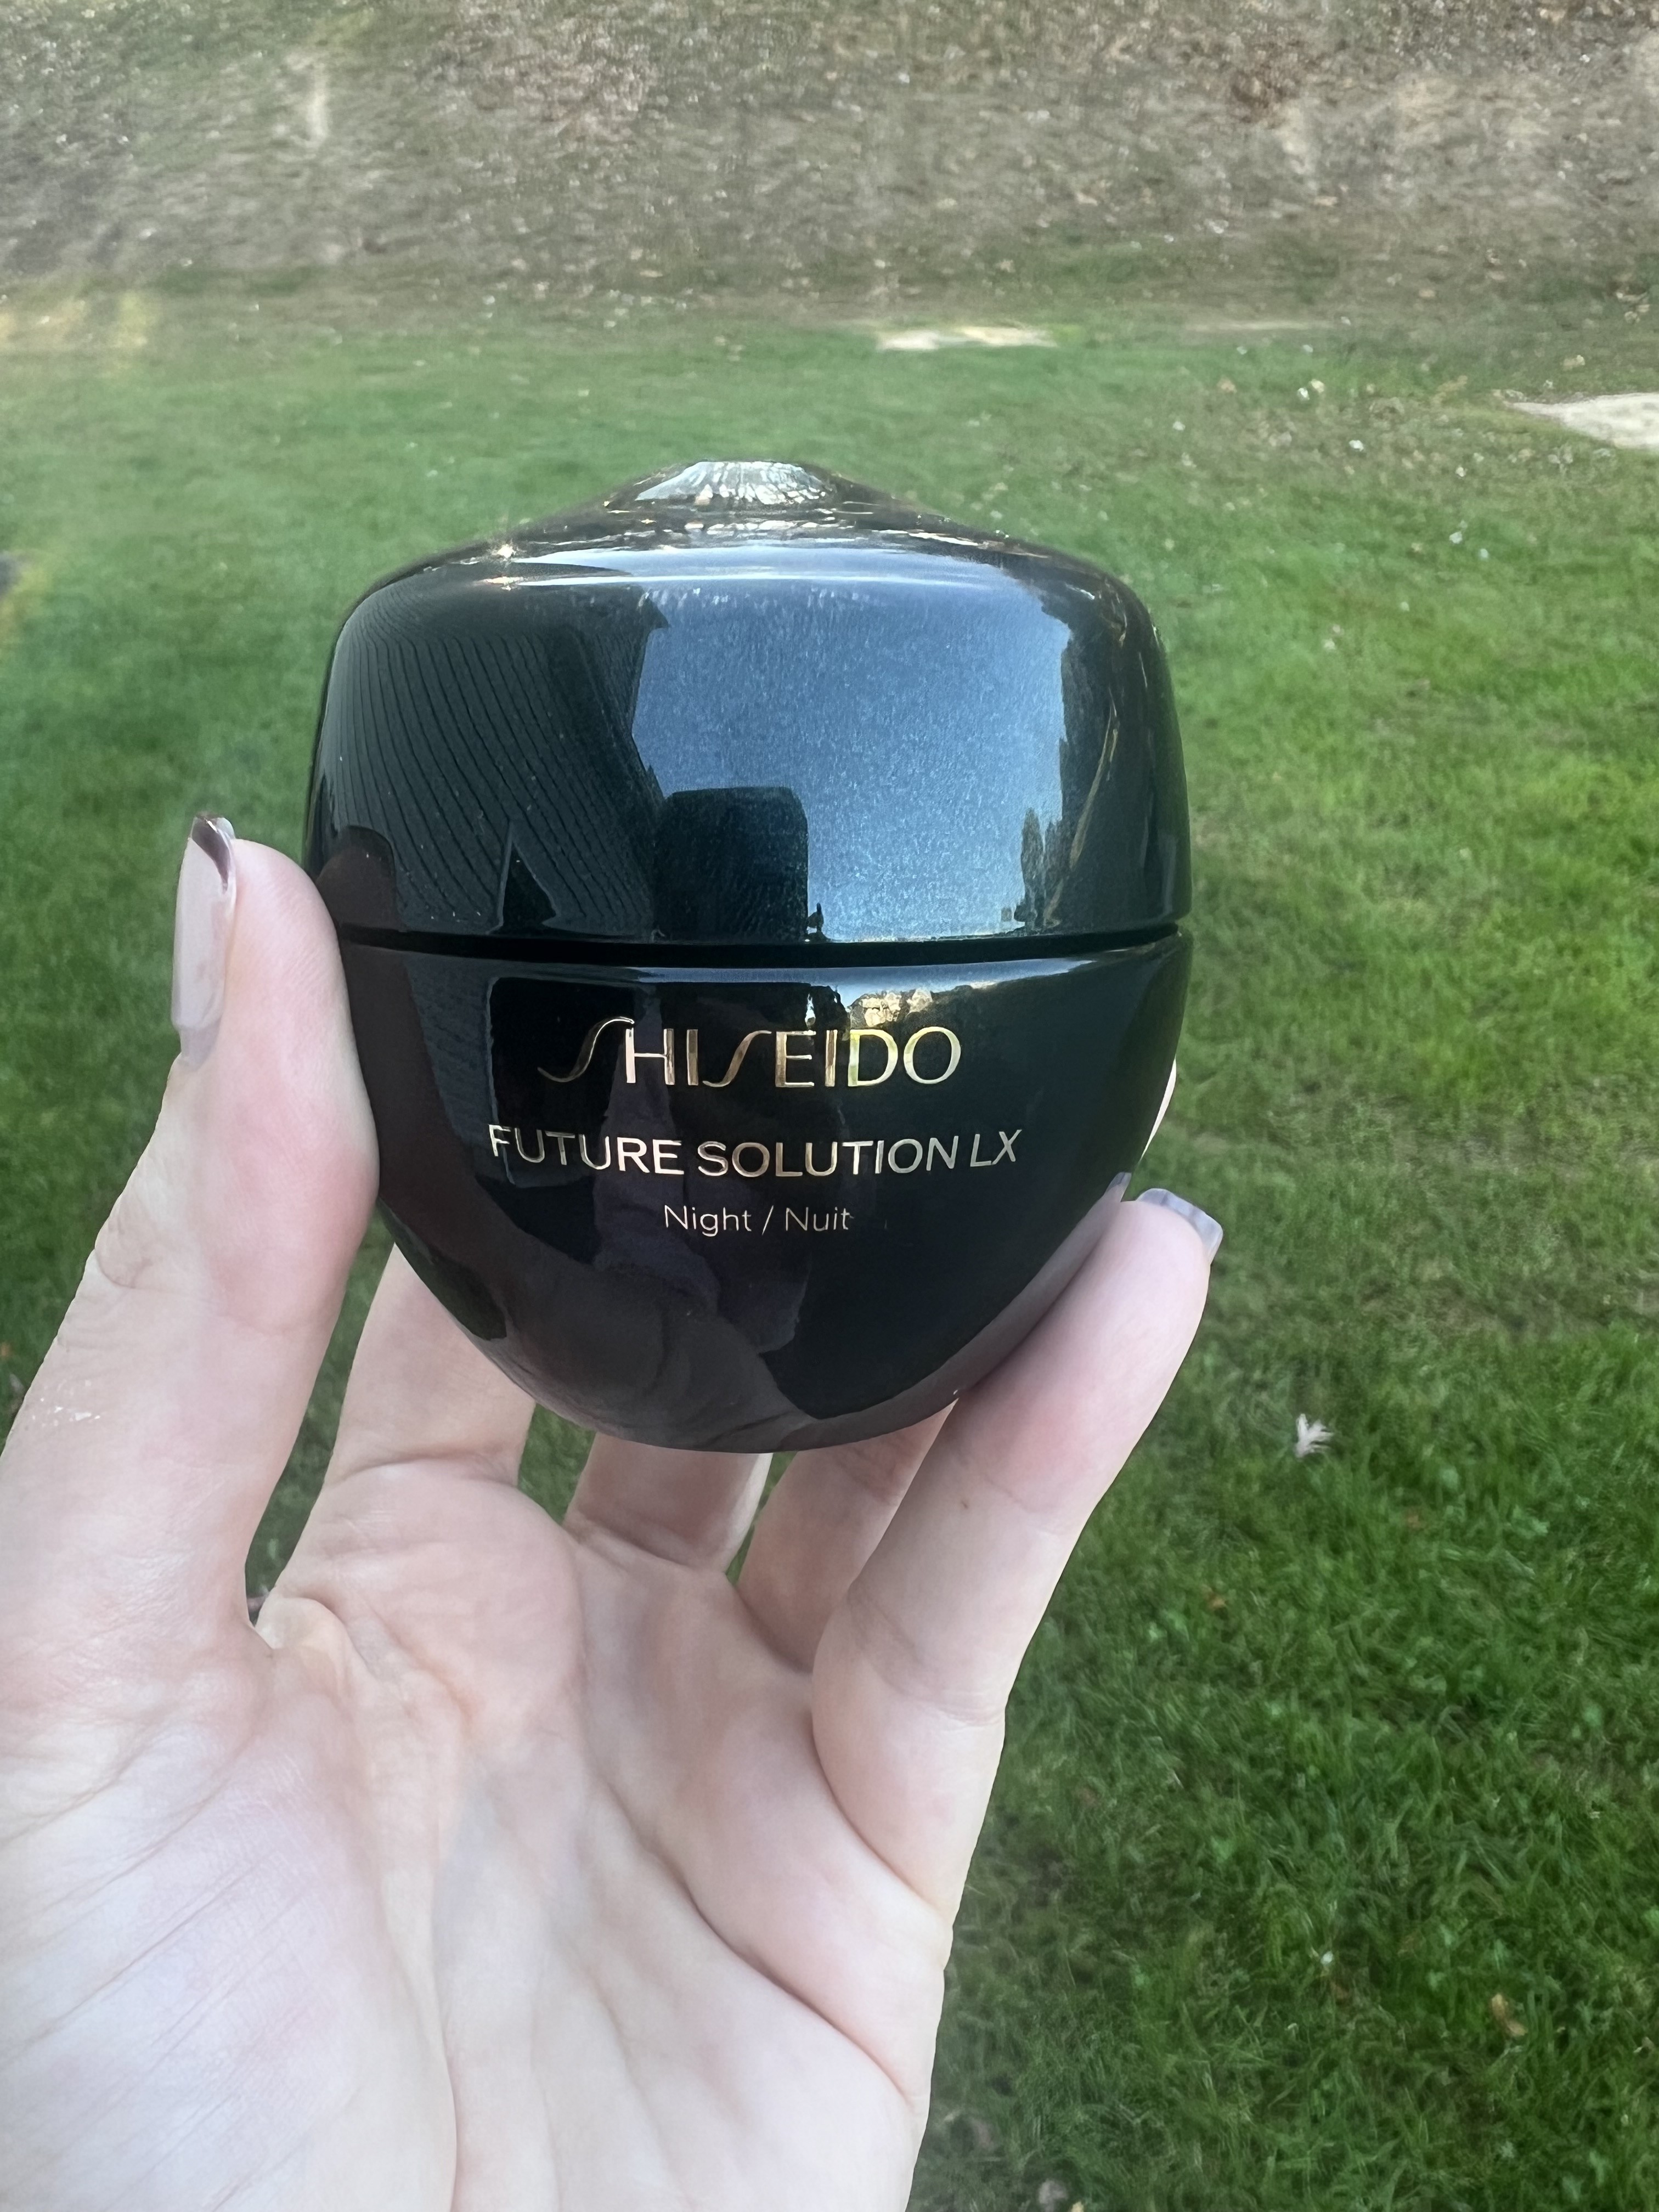 SHISEIDO
FUTURE SOLUTION LX
Night / Nuit